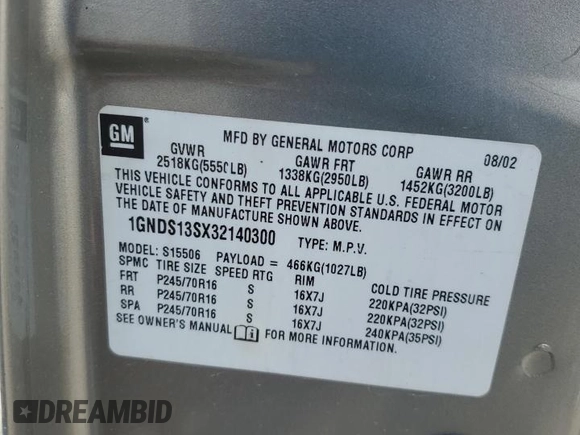 GM
MFD BY GENERAL MOTORS CORP 08/02
GVWR GAWR FRT GAWR RR
2518KG(5550LB) 1338KG(2950LB) 1452KG(3200LB)
THIS VEHICLE CONFORMS TO ALL APPLICABLE U.S. FEDERAL MOTOR
VEHICLE SAFETY AND THEFT PREVENTION STANDARDS IN EFFECT ON
THE DATE OF MANUFACTURE SHOWN ABOVE.
1GNDS13SX32140300 TYPE: M.P.V.
MODEL: S15506 PAYLOAD = 466KG(1027LB)
SPMC TIRE SIZE SPEED RTG RIM COLD TIRE PRESSURE
FRT P245/70R16 S 16X7J 220KPA(32PSI)
RR P245/70R16 S 16X7J 220KPA(32PSI)
SPA P245/70R16 S 16X7J 240KPA(35PSI)
SEE OWNER'S MANUAL FOR MORE INFORMATION.
DREAMBID